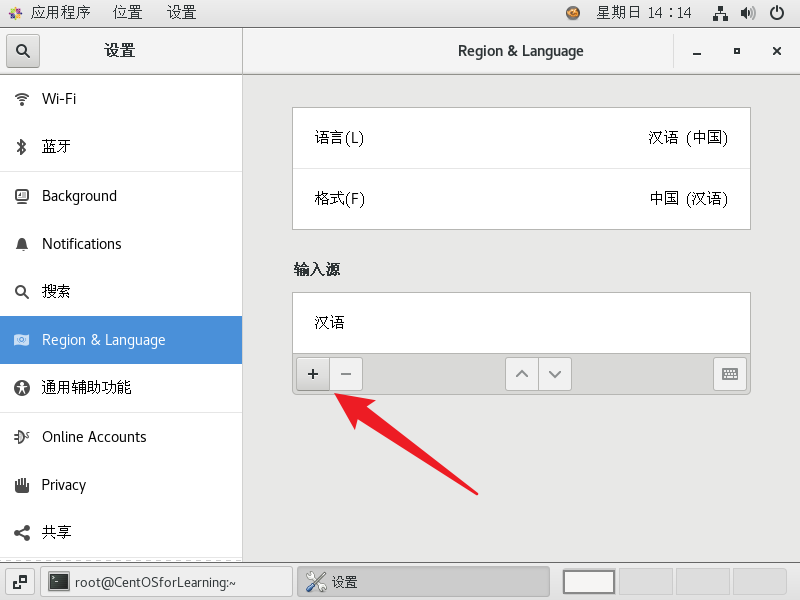 应用程序 位置 设置 星期日 14：14
设置 Region & Language
Wi-Fi
蓝牙
Background
Notifications
搜索
Region & Language
通用辅助功能
Online Accounts
Privacy
共享
语言(L) 汉语 (中国)
格式(F) 中国 (汉语)
输入源
汉语
root@CentOSforLearning:~ 设置